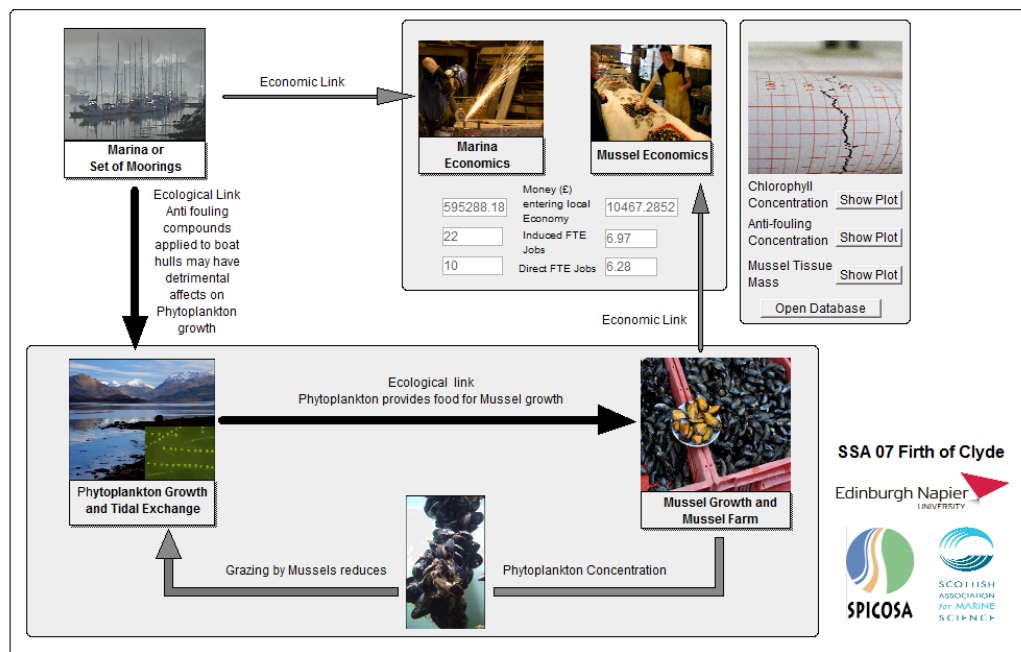 Marina or
Set of Moorings
Economic Link
Marina
Economics
Mussel Economics
595288.18
Money (£)
entering local
Economy
10467.2852
22
Induced FTE
Jobs
6.97
10
Direct FTE Jobs
6.28
Chlorophyll
Concentration
Show Plot
Anti-fouling
Concentration
Show Plot
Mussel Tissue
Mass
Show Plot
Open Database
Ecological Link
Anti fouling
compounds
applied to boat
hulls may have
detrimental
affects on
Phytoplankton
growth
Economic Link
Ecological link
Phytoplankton provides food for Mussel growth
Phytoplankton Growth
and Tidal Exchange
Mussel Growth and
Mussel Farm
Grazing by Mussels reduces
Phytoplankton Concentration
SSA 07 Firth of Clyde
Edinburgh Napier
UNIVERSITY
SPICOSA
SCOTTISH
ASSOCIATION
for MARINE
SCIENCE